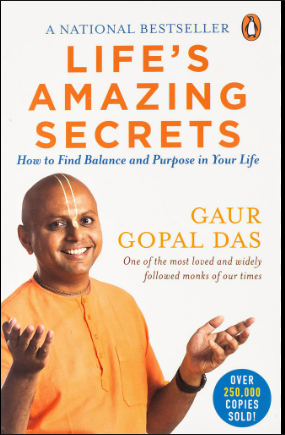 A NATIONAL BESTSELLER
LIFE'S
AMAZING
SECRETS
How to Find Balance and Purpose in Your Life
GAUR
GOPAL DAS
One of the most loved and widely
followed monks of our times
OVER
250,000
COPIES
SOLD!